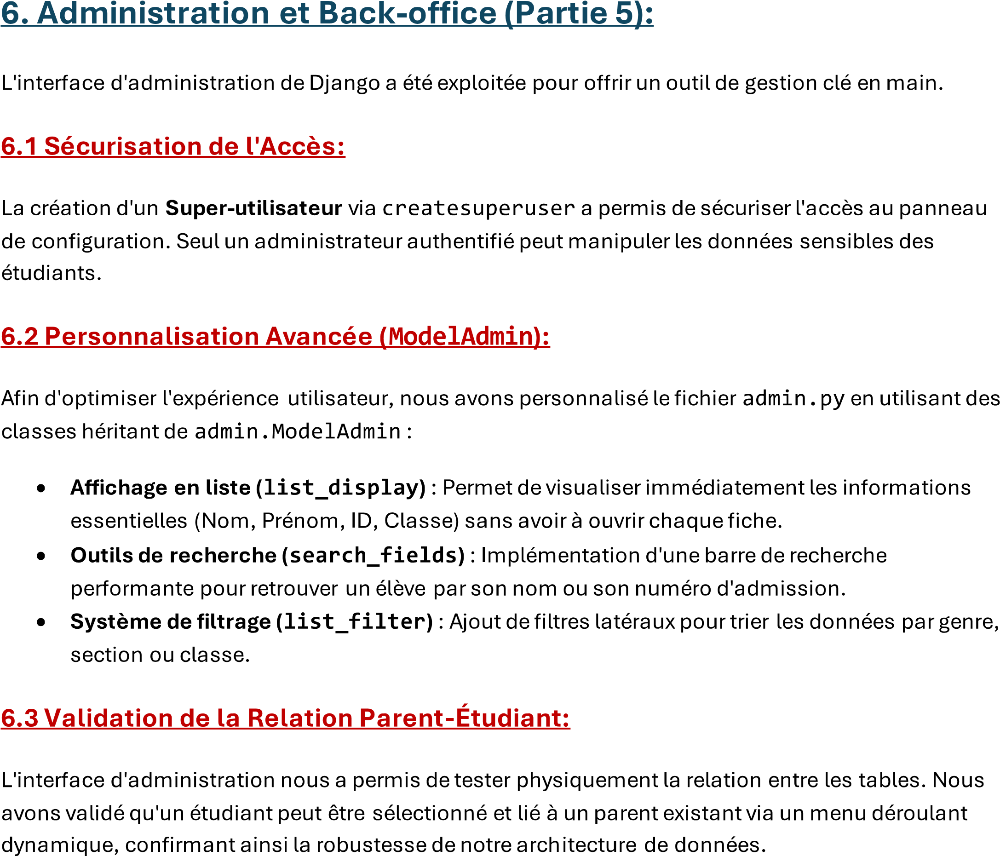 6. Administration et Back-office (Partie 5):
L'interface d'administration de Django a été exploitée pour offrir un outil de gestion clé en main.
6.1 Sécurisation de l'Accès:
La création d'un Super-utilisateur via createsuperuser a permis de sécuriser l'accès au panneau
de configuration. Seul un administrateur authentifié peut manipuler les données sensibles des
étudiants.
6.2 Personnalisation Avancée (ModelAdmin):
Afin d'optimiser l'expérience utilisateur, nous avons personnalisé le fichier admin.py en utilisant des
classes héritant de admin.ModelAdmin :
• Affichage en liste (list_display) : Permet de visualiser immédiatement les informations
essentielles (Nom, Prénom, ID, Classe) sans avoir à ouvrir chaque fiche.
• Outils de recherche (search_fields) : Implémentation d'une barre de recherche
performante pour retrouver un élève par son nom ou son numéro d'admission.
• Système de filtrage (list_filter) : Ajout de filtres latéraux pour trier les données par genre,
section ou classe.
6.3 Validation de la Relation Parent-Étudiant:
L'interface d'administration nous a permis de tester physiquement la relation entre les tables. Nous
avons validé qu'un étudiant peut être sélectionné et lié à un parent existant via un menu déroulant
dynamique, confirmant ainsi la robustesse de notre architecture de données.